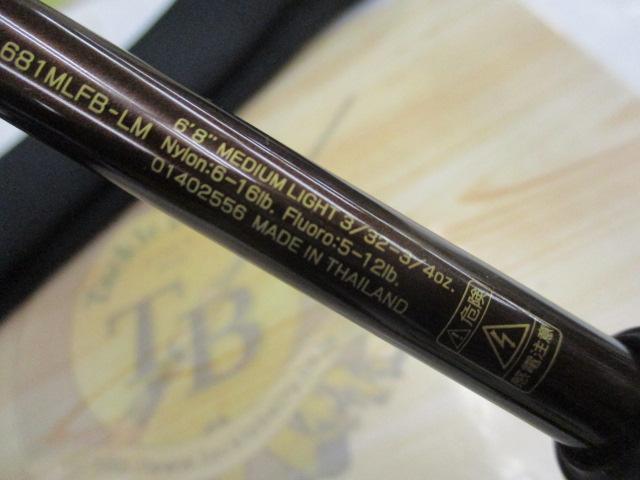 681MLFB-LM
6'8" MEDIUM LIGHT 3/32-3/4oz.
Nylon:6-16lb. Fluoro:5-12lb.
01402556 MADE IN THAILAND
⚠危険
感電注意
T&B